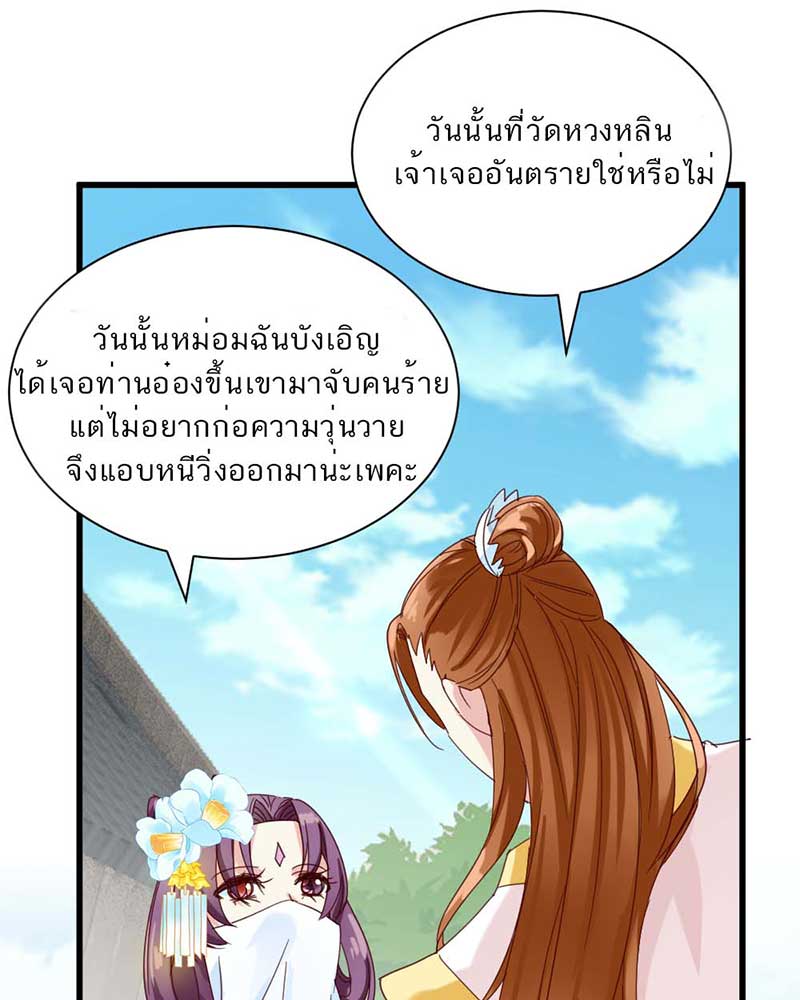 วันนั้นที่วัดหวงหลิน
เจ้าเจออันตรายใช่หรือไม่
วันนั้นหม่อมฉันบังเอิญ
ได้เจอท่านอ๋องขึ้นเขามาจับคนร้าย
แต่ไม่อยากก่อความวุ่นวาย
จึงแอบหนีวิ่งออกมาน่ะเพคะ